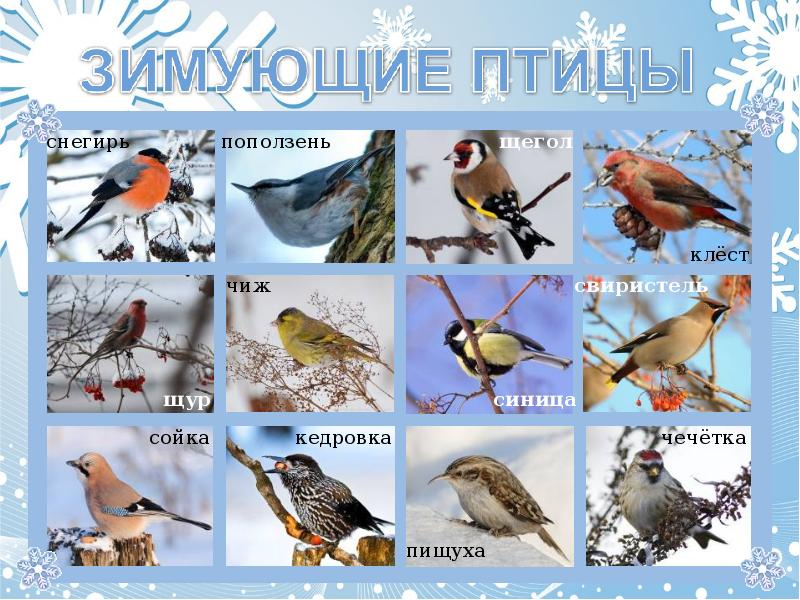 ЗИМУЮЩИЕ ПТИЦЫ
снегирь
поползень
щегол
клёст
щур
чиж
синица
свиристель
сойка
кедровка
пищуха
чечётка